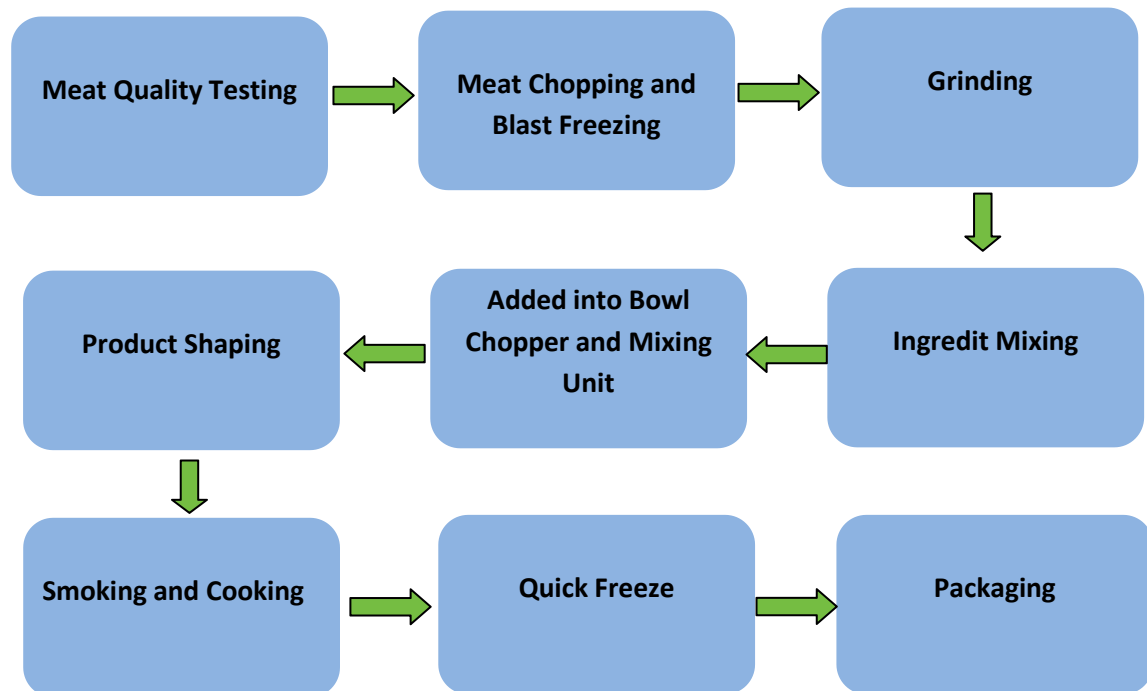 Meat Quality Testing
Meat Chopping and
Blast Freezing
Grinding
Ingredit Mixing
Added into Bowl
Chopper and Mixing
Unit
Product Shaping
Smoking and Cooking
Quick Freeze
Packaging